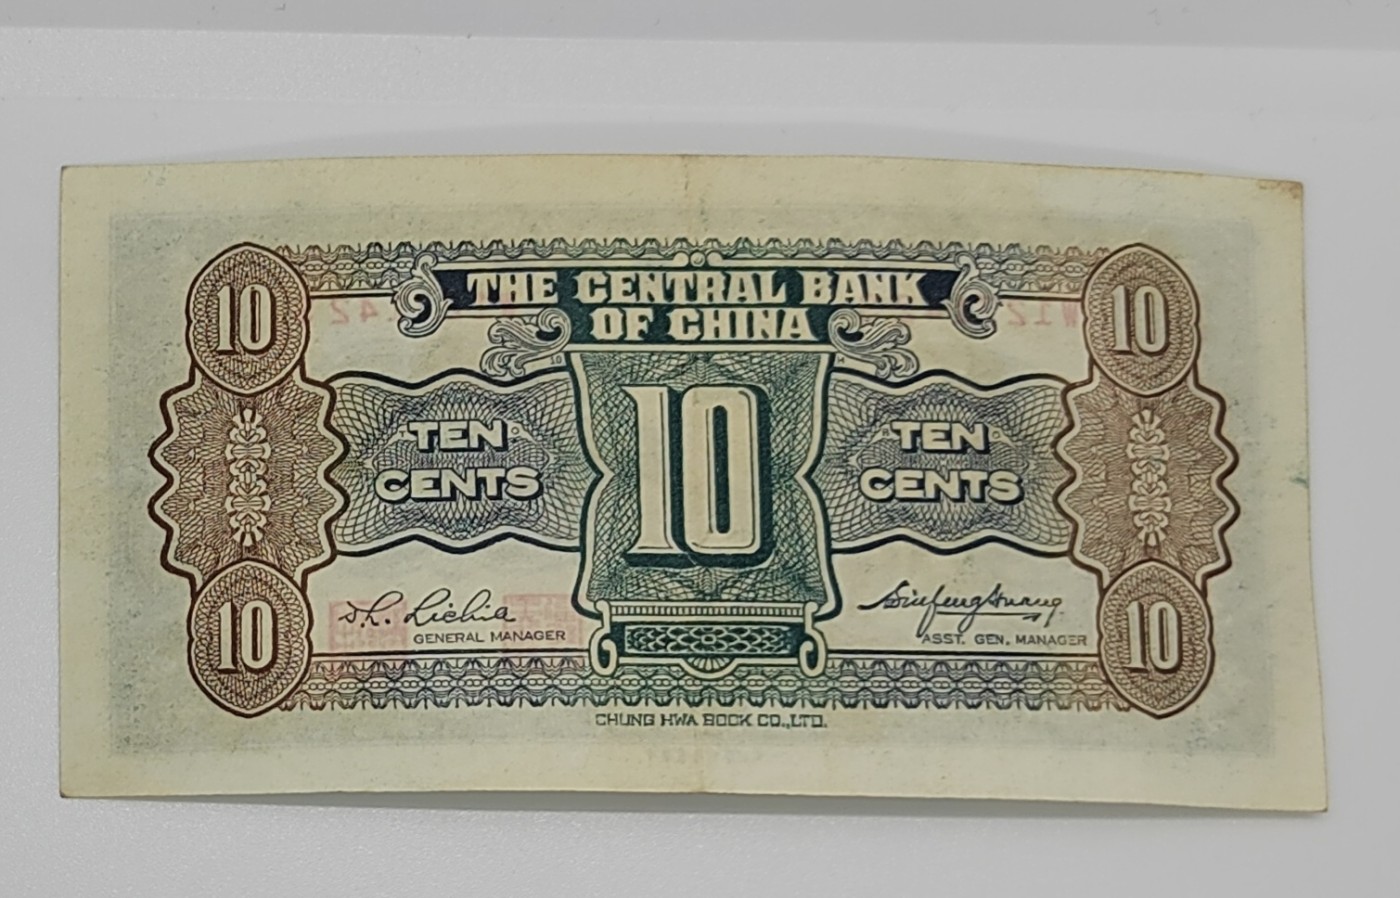 THE CENTRAL BANK
OF CHINA
10 10
10
TEN
CENTS
TEN
CENTS
10 10
GENERAL MANAGER
ASST. GEN. MANAGER
CHUNG HWA BOOK CO.,LTD.